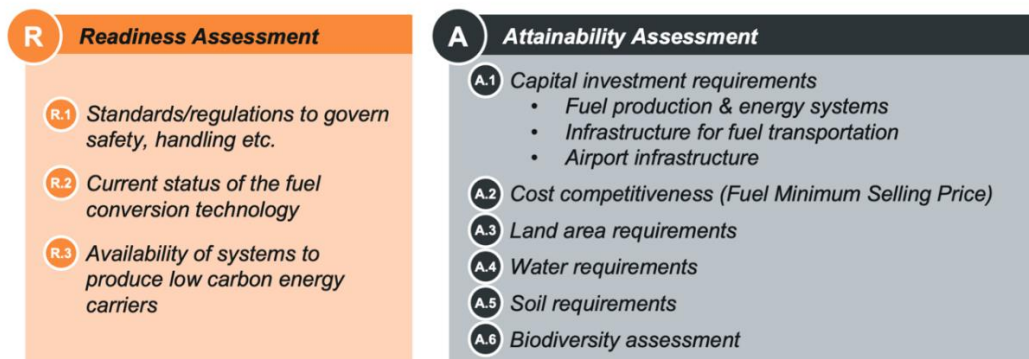 R Readiness Assessment
R.1 Standards/regulations to govern
safety, handling etc.
R.2 Current status of the fuel
conversion technology
R.3 Availability of systems to
produce low carbon energy
carriers
A Attainability Assessment
A.1 Capital investment requirements
• Fuel production & energy systems
• Infrastructure for fuel transportation
• Airport infrastructure
A.2 Cost competitiveness (Fuel Minimum Selling Price)
A.3 Land area requirements
A.4 Water requirements
A.5 Soil requirements
A.6 Biodiversity assessment